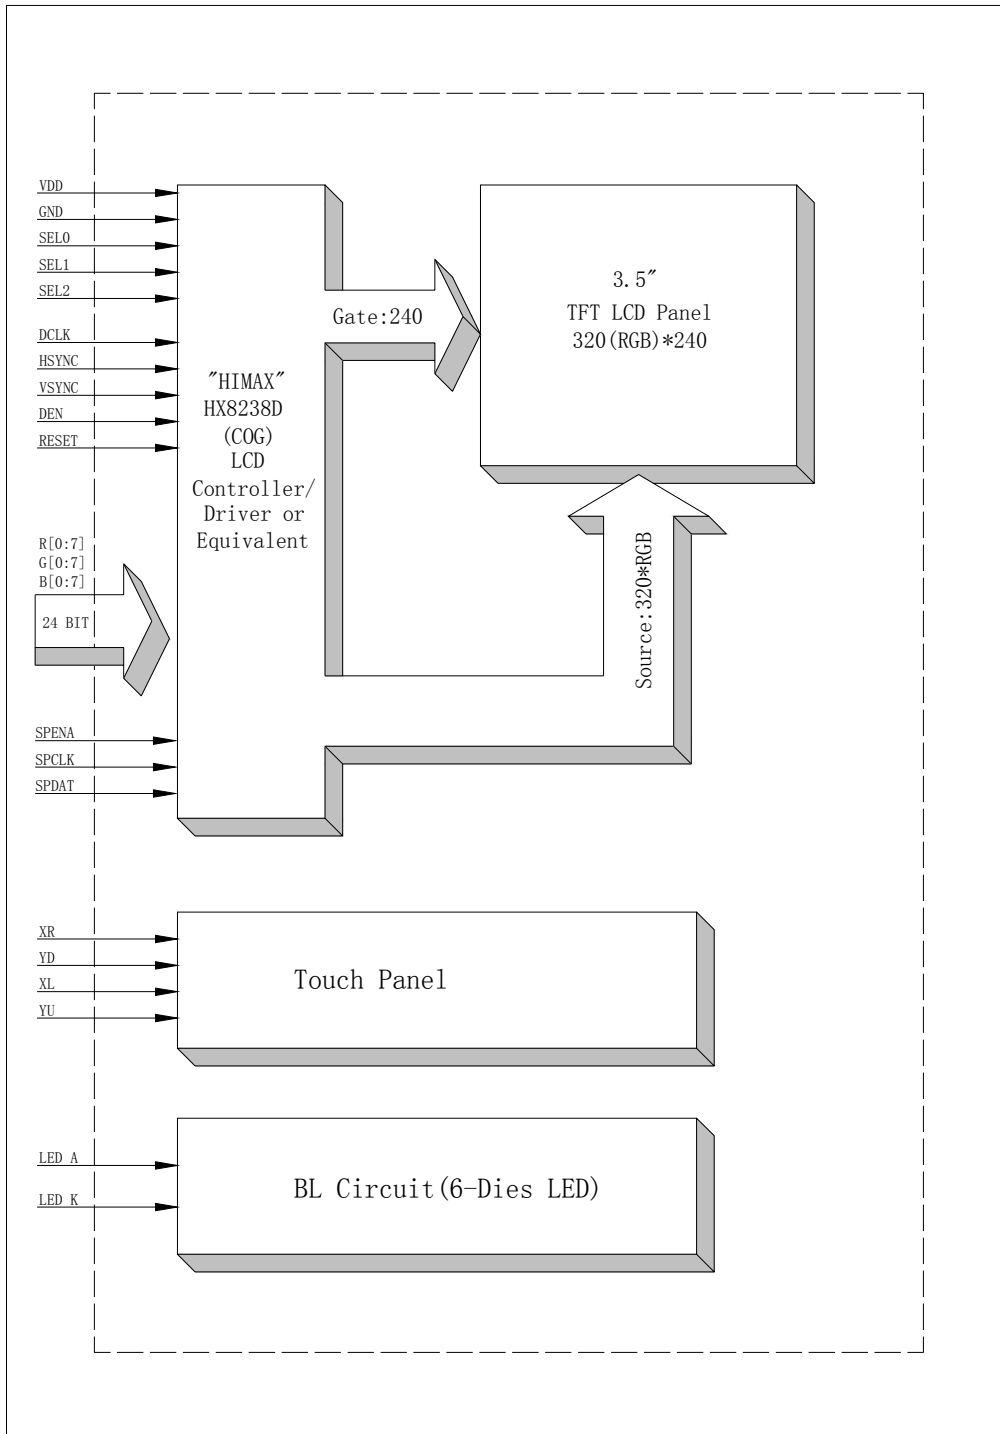 VDD
GND
SEL0
SEL1
SEL2
DCLK
HSYNC
VSYNC
DEN
RESET
R[0:7]
G[0:7]
B[0:7]
24 BIT
SPENA
SPCLK
SPDAT
"HIMAX"
HX8238D
(COG)
LCD
Controller/
Driver or
Equivalent
Gate:240
3.5"
TFT LCD Panel
320(RGB)*240
Source:320*RGB
XR
YD
XL
YU
Touch Panel
LED A
LED K
BL Circuit(6-Dies LED)